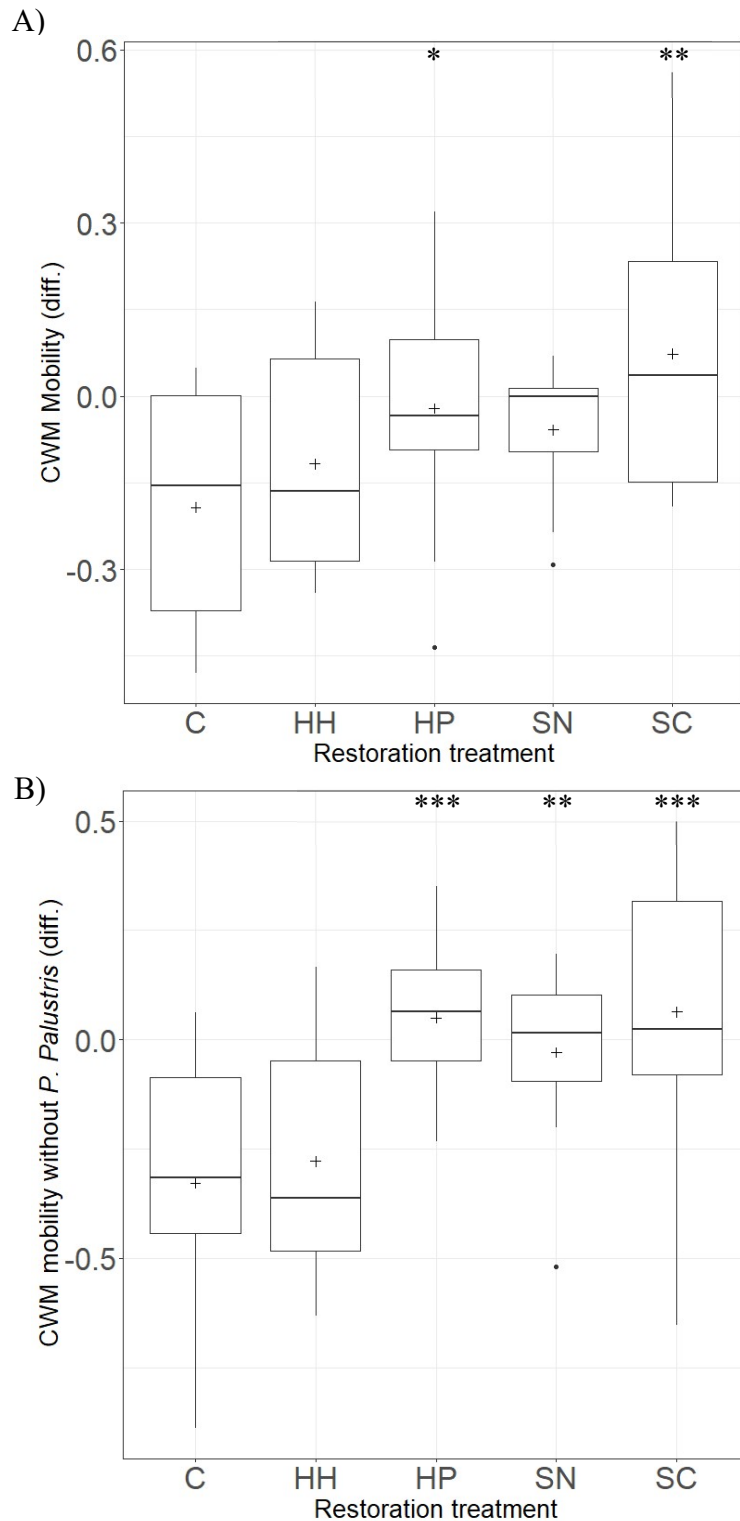 A)
* **
0.6
0.3
0.0
-0.3
CWM Mobility (diff.)
C HH HP SN SC
Restoration treatment
B)
*** ** ***
0.5
0.0
-0.5
CWM mobility without P. Palustris (diff.)
C HH HP SN SC
Restoration treatment